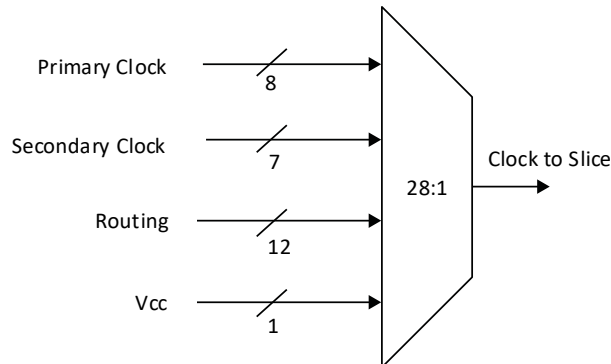 Primary Clock
8
Secondary Clock
7
Clock to Slice
28:1
Routing
12
Vcc
1